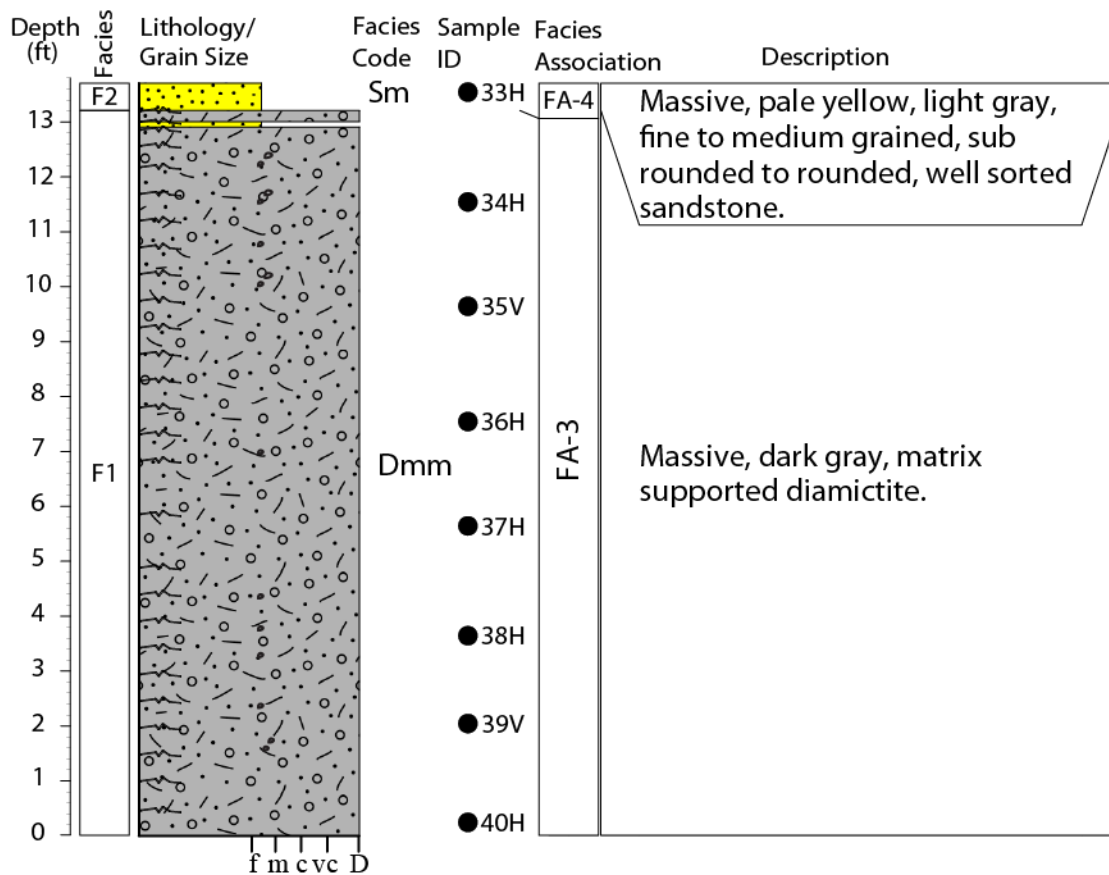 Depth
(ft)
Facies
Lithology/
Grain Size
Facies
Code
Sample
ID
Facies
Association
Description
F2
Sm
33H
FA-4
Massive, pale yellow, light gray,
fine to medium grained, sub
rounded to rounded, well sorted
sandstone.
13
12
34H
11
10
35V
9
8
36H
7
F1
Dmm
FA-3
Massive, dark gray, matrix
supported diamictite.
6
37H
5
4
38H
3
2
39V
1
0
40H
f m c vc D